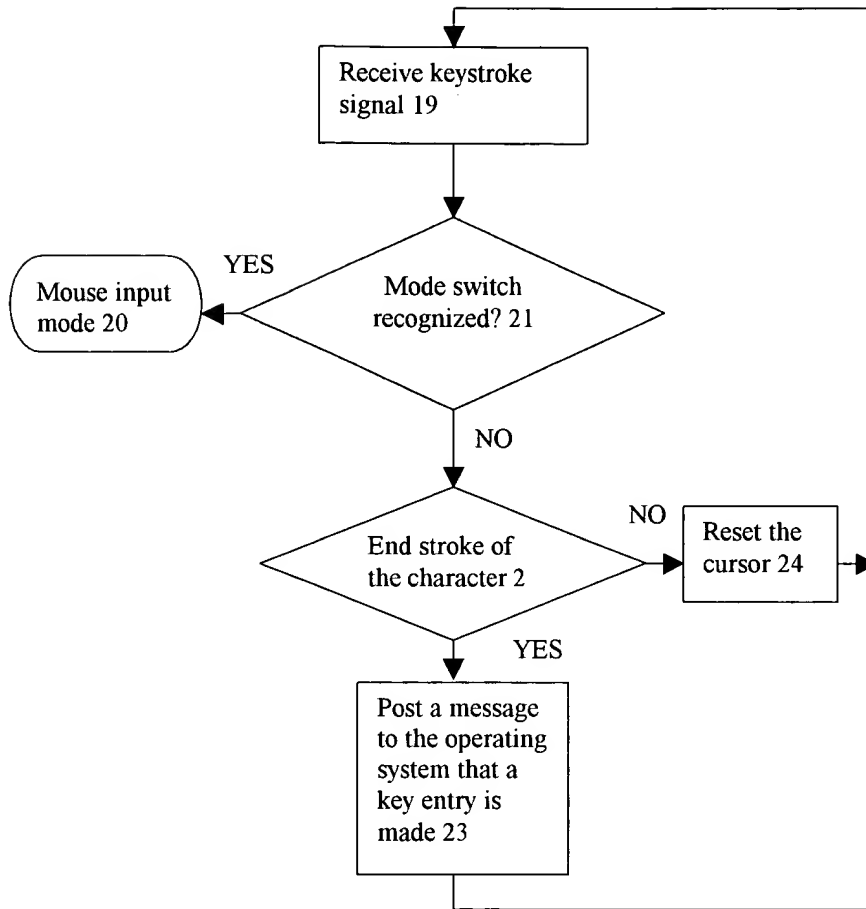 Receive keystroke
signal 19
YES
Mouse input
mode 20
Mode switch
recognized? 21
NO
End stroke of
the character 2
NO
Reset the
cursor 24
YES
Post a message
to the operating
system that a
key entry is
made 23